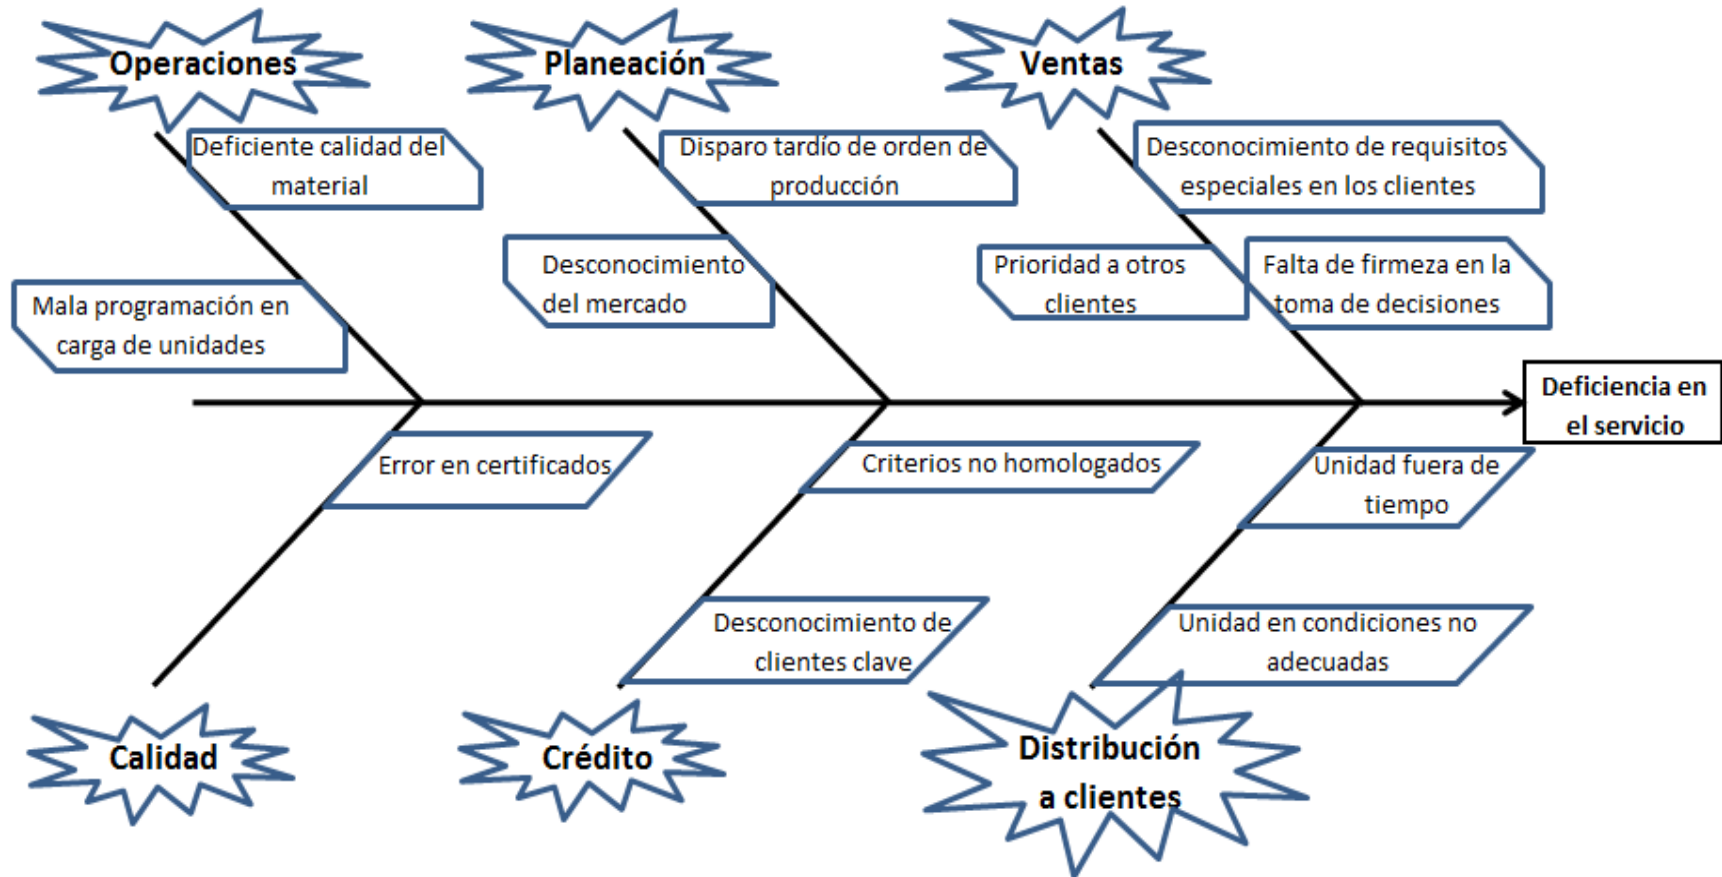 Operaciones
Planeación
Ventas
Deficiente calidad del
material
Disparo tardío de orden de
producción
Desconocimiento de requisitos
especiales en los clientes
Mala programación en
carga de unidades
Desconocimiento
del mercado
Prioridad a otros
clientes
Falta de firmeza en la
toma de decisiones
Deficiencia en
el servicio
Error en certificados
Criterios no homologados
Unidad fuera de
tiempo
Desconocimiento de
clientes clave
Unidad en condiciones no
adecuadas
Calidad
Crédito
Distribución
a clientes